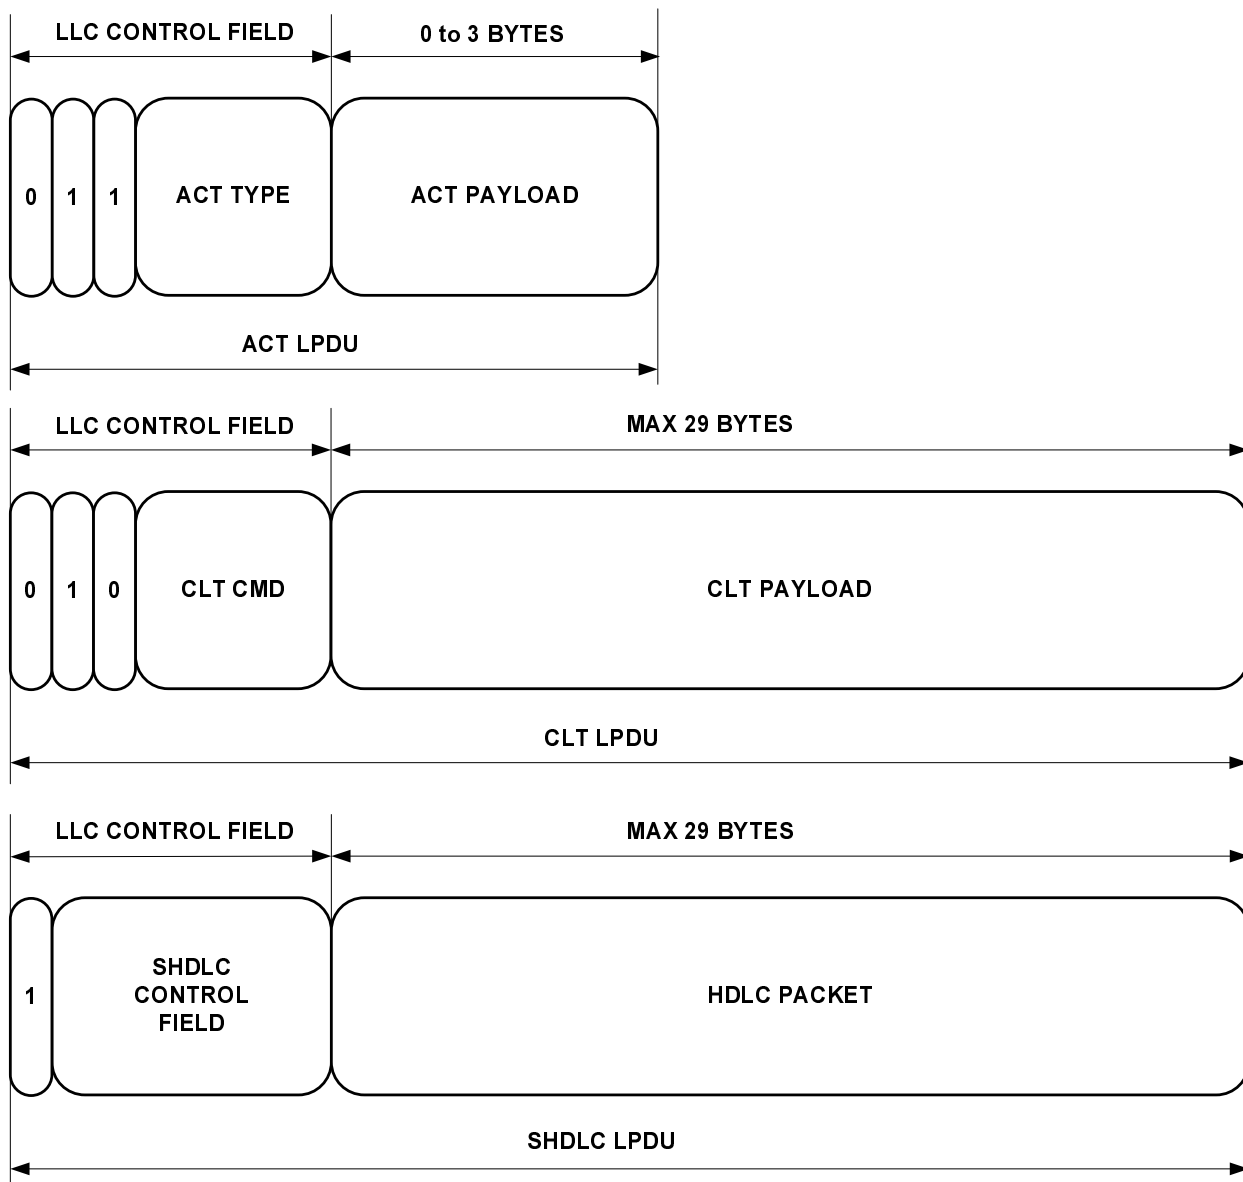 LLC CONTROL FIELD
0 to 3 BYTES
0 1 1 ACT TYPE ACT PAYLOAD
ACT LPDU
LLC CONTROL FIELD
MAX 29 BYTES
0 1 0 CLT CMD CLT PAYLOAD
CLT LPDU
LLC CONTROL FIELD
MAX 29 BYTES
1
SHDLC
CONTROL
FIELD
HDLC PACKET
SHDLC LPDU